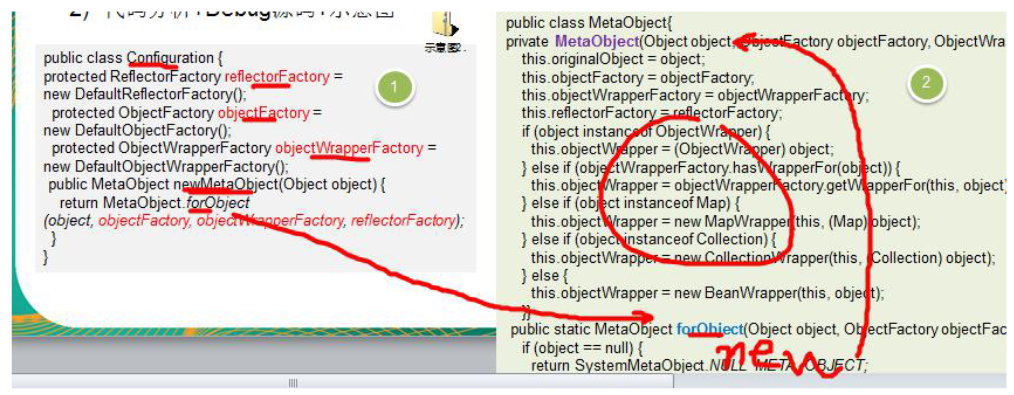 2) 代码分析+Debug源码+示意图
示意图2.
public class Configuration {
protected ReflectorFactory reflectorFactory =
new DefaultReflectorFactory();
protected ObjectFactory objectFactory =
new DefaultObjectFactory();
protected ObjectWrapperFactory objectWrapperFactory =
new DefaultObjectWrapperFactory();
public MetaObject newMetaObject(Object object) {
return MetaObject.forObject
(object, objectFactory, objectWrapperFactory, reflectorFactory);
}
}
1
public class MetaObject{
private MetaObject(Object object, ObjectFactory objectFactory, ObjectWra
this.originalObject = object;
this.objectFactory = objectFactory;
this.objectWrapperFactory = objectWrapperFactory;
this.reflectorFactory = reflectorFactory;
if (object instanceof ObjectWrapper) {
this.objectWrapper = (ObjectWrapper) object;
} else if (objectWrapperFactory.hasWrapperFor(object)) {
this.objectWrapper = objectWrapperFactory.getWrapperFor(this, object)
} else if (object instanceof Map) {
this.objectWrapper = new MapWrapper(this, (Map) object);
} else if (object instanceof Collection) {
this.objectWrapper = new CollectionWrapper(this, (Collection) object);
} else {
this.objectWrapper = new BeanWrapper(this, object);
}}
public static MetaObject forObject(Object object, ObjectFactory objectFac
if (object == null) {
return SystemMetaObject.NULL_META_OBJECT;
2
new